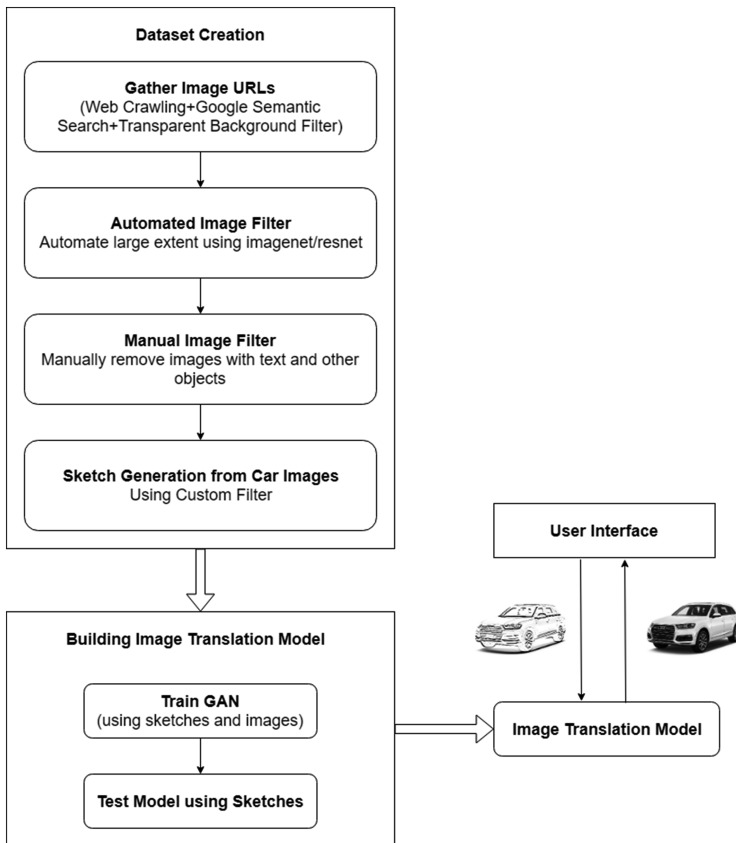 Dataset Creation
Gather Image URLs
(Web Crawling+Google Semantic
Search+Transparent Background Filter)
Automated Image Filter
Automate large extent using imagenet/resnet
Manual Image Filter
Manually remove images with text and other
objects
Sketch Generation from Car Images
Using Custom Filter
Building Image Translation Model
Train GAN
(using sketches and images)
Test Model using Sketches
User Interface
Image Translation Model